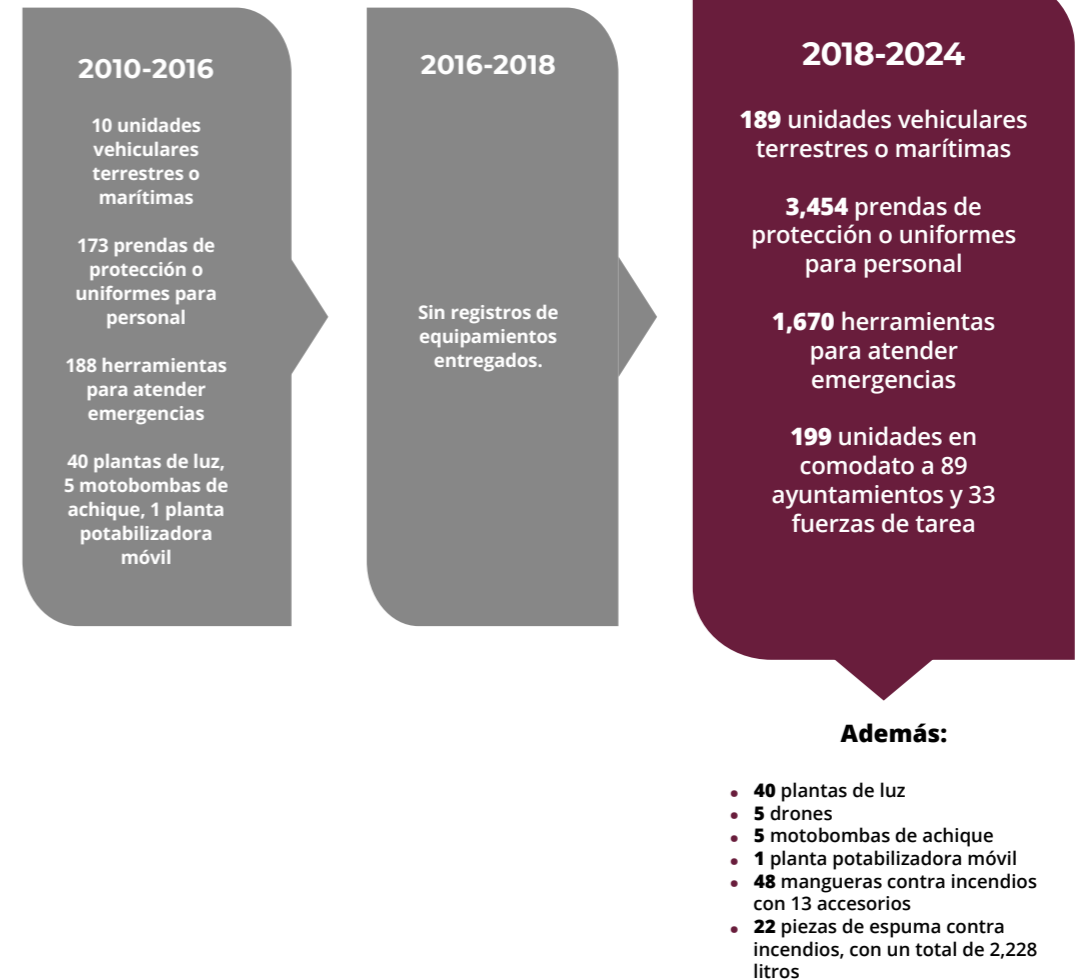 2010-2016
10 unidades
vehiculares
terrestres o
marítimas
173 prendas de
protección o
uniformes para
personal
188 herramientas
para atender
emergencias
40 plantas de luz,
5 motobombas de
achique, 1 planta
potabilizadora
móvil
2016-2018
Sin registros de
equipamientos
entregados.
2018-2024
189 unidades vehiculares
terrestres o marítimas
3,454 prendas de
protección o uniformes
para personal
1,670 herramientas
para atender
emergencias
199 unidades en
comodato a 89
ayuntamientos y 33
fuerzas de tarea
Además:
• 40 plantas de luz
• 5 drones
• 5 motobombas de achique
• 1 planta potabilizadora móvil
• 48 mangueras contra incendios
con 13 accesorios
• 22 piezas de espuma contra
incendios, con un total de 2,228
litros